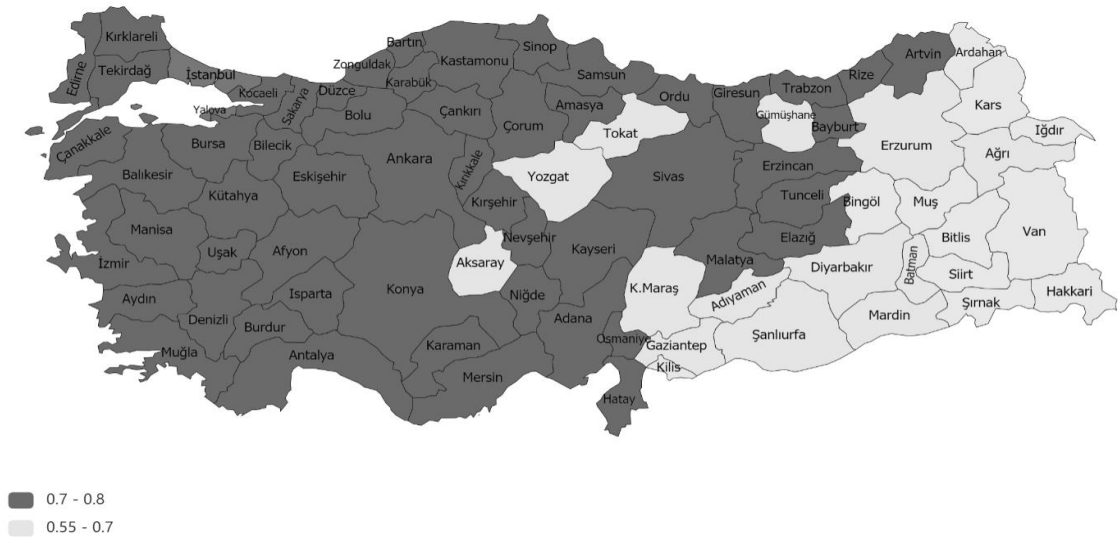 Kırklareli
Edirne
Tekirdağ
İstanbul
Kocaeli
Yalova
Sakarya
Düzce
Zonguldak
Bartın
Karabük
Kastamonu
Sinop
Samsun
Ordu
Giresun
Trabzon
Rize
Artvin
Ardahan
Çanakkale
Bursa
Bilecik
Bolu
Çankırı
Çorum
Amasya
Tokat
Gümüşhane
Bayburt
Erzurum
Kars
Iğdır
Ağrı
Balıkesir
Kütahya
Eskişehir
Ankara
Kırıkkale
Yozgat
Sivas
Erzincan
Tunceli
Bingöl
Muş
Bitlis
Van
Manisa
Uşak
Afyon
Kırşehir
Nevşehir
Kayseri
Malatya
Elazığ
Diyarbakır
Batman
Siirt
Şırnak
Hakkari
İzmir
Aydın
Denizli
Isparta
Burdur
Konya
Aksaray
Niğde
Adana
K.Maraş
Adıyaman
Şanlıurfa
Mardin
Muğla
Antalya
Karaman
Mersin
Osmaniye
Gaziantep
Kilis
Hatay
0.7 - 0.8
0.55 - 0.7